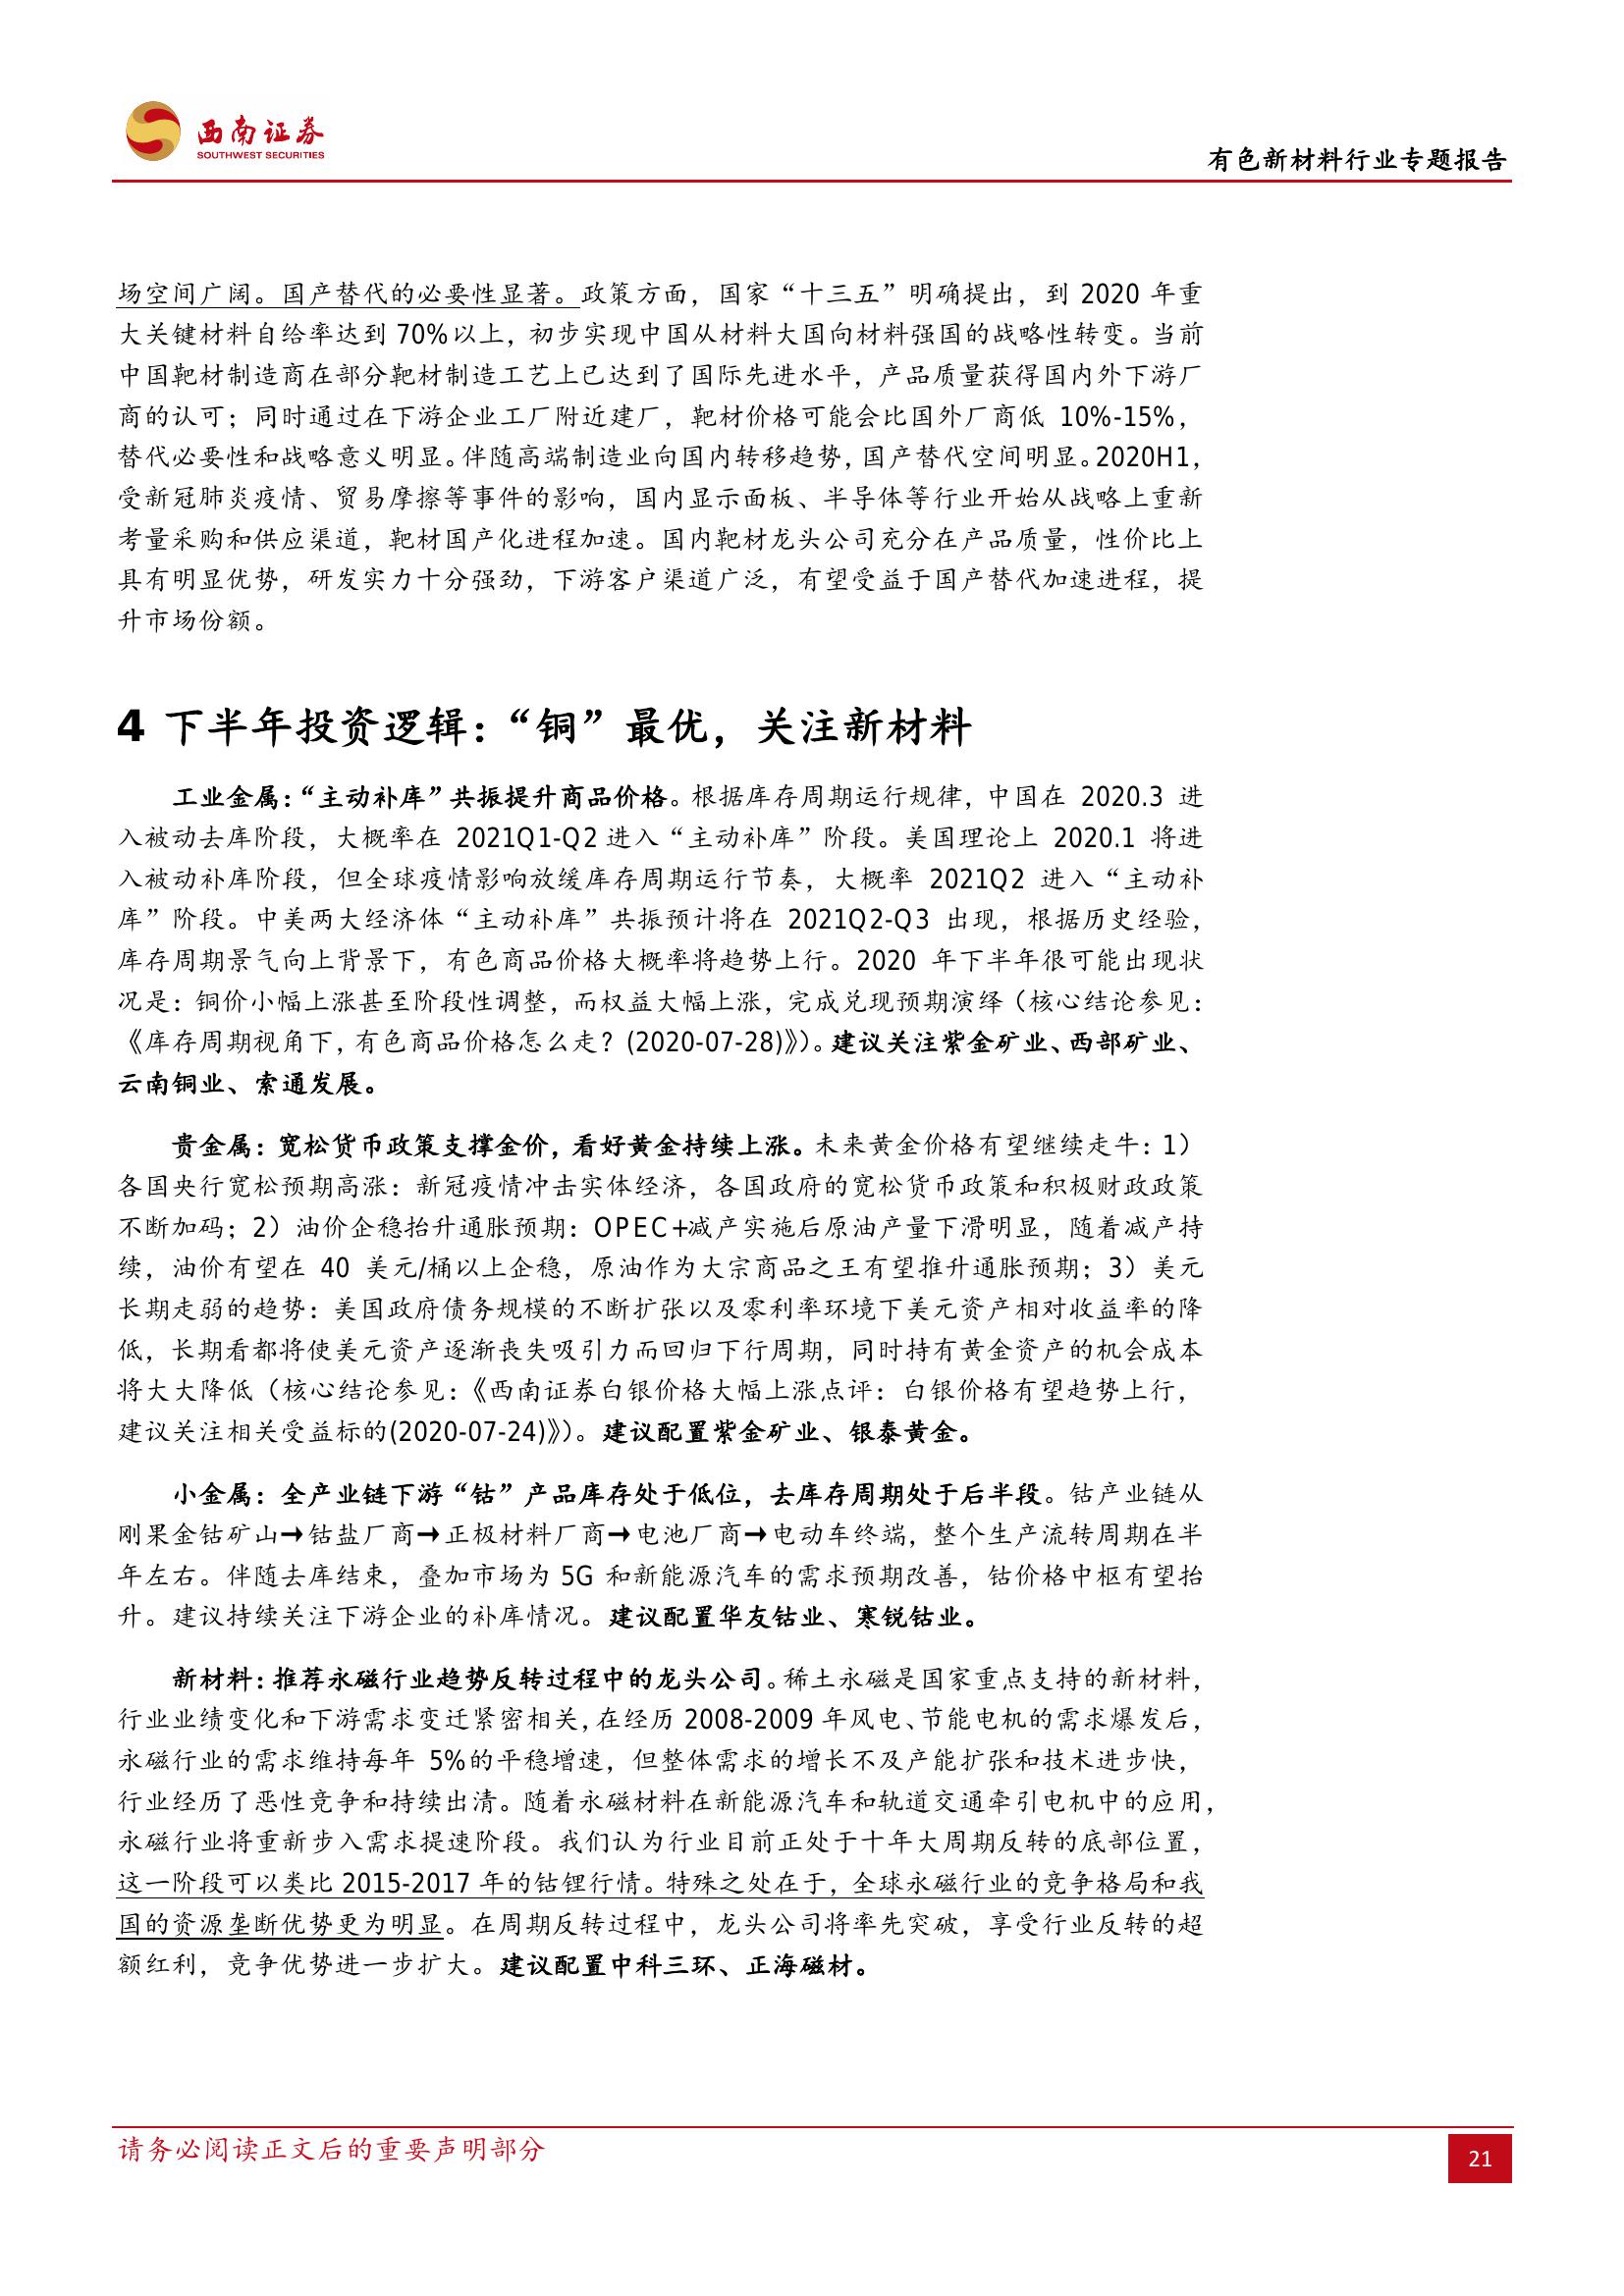 西南证券
SOUTHWEST SECURITIES
有色新材料行业专题报告
场空间广阔。国产替代的必要性显著。政策方面，国家“十三五”明确提出，到 2020 年重
大关键材料自给率达到 70%以上，初步实现中国从材料大国向材料强国的战略性转变。当前
中国靶材制造商在部分靶材制造工艺上已达到了国际先进水平，产品质量获得国内外下游厂
商的认可；同时通过在下游企业工厂附近建厂，靶材价格可能会比国外厂商低 10%-15%，
替代必要性和战略意义明显。伴随高端制造业向国内转移趋势，国产替代空间明显。2020H1，
受新冠肺炎疫情、贸易摩擦等事件的影响，国内显示面板、半导体等行业开始从战略上重新
考量采购和供应渠道，靶材国产化进程加速。国内靶材龙头公司充分在产品质量，性价比上
具有明显优势，研发实力十分强劲，下游客户渠道广泛，有望受益于国产替代加速进程，提
升市场份额。
4 下半年投资逻辑：“铜”最优，关注新材料
工业金属：“主动补库”共振提升商品价格。根据库存周期运行规律，中国在 2020.3 进
入被动去库阶段，大概率在 2021Q1-Q2 进入“主动补库”阶段。美国理论上 2020.1 将进
入被动补库阶段，但全球疫情影响放缓库存周期运行节奏，大概率 2021Q2 进入“主动补
库”阶段。中美两大经济体“主动补库”共振预计将在 2021Q2-Q3 出现，根据历史经验，
库存周期景气向上背景下，有色商品价格大概率将趋势上行。2020 年下半年很可能出现状
况是：铜价小幅上涨甚至阶段性调整，而权益大幅上涨，完成兑现预期演绎（核心结论参见：
《库存周期视角下，有色商品价格怎么走？(2020-07-28)》）。建议关注紫金矿业、西部矿业、
云南铜业、索通发展。
贵金属：宽松货币政策支撑金价，看好黄金持续上涨。未来黄金价格有望继续走牛：1）
各国央行宽松预期高涨：新冠疫情冲击实体经济，各国政府的宽松货币政策和积极财政政策
不断加码；2）油价企稳抬升通胀预期：OPEC+减产实施后原油产量下滑明显，随着减产持
续，油价有望在 40 美元/桶以上企稳，原油作为大宗商品之王有望推升通胀预期；3）美元
长期走弱的趋势：美国政府债务规模的不断扩张以及零利率环境下美元资产相对收益率的降
低，长期看都将使美元资产逐渐丧失吸引力而回归下行周期，同时持有黄金资产的机会成本
将大大降低（核心结论参见：《西南证券白银价格大幅上涨点评：白银价格有望趋势上行，
建议关注相关受益标的(2020-07-24)》）。建议配置紫金矿业、银泰黄金。
小金属：全产业链下游“钴”产品库存处于低位，去库存周期处于后半段。钴产业链从
刚果金钴矿山→钴盐厂商→正极材料厂商→电池厂商→电动车终端，整个生产流转周期在半
年左右。伴随去库结束，叠加市场为 5G 和新能源汽车的需求预期改善，钴价格中枢有望抬
升。建议持续关注下游企业的补库情况。建议配置华友钴业、寒锐钴业。
新材料：推荐永磁行业趋势反转过程中的龙头公司。稀土永磁是国家重点支持的新材料，
行业业绩变化和下游需求变迁紧密相关，在经历 2008-2009 年风电、节能电机的需求爆发后，
永磁行业的需求维持每年 5%的平稳增速，但整体需求的增长不及产能扩张和技术进步快，
行业经历了恶性竞争和持续出清。随着永磁材料在新能源汽车和轨道交通牵引电机中的应用，
永磁行业将重新步入需求提速阶段。我们认为行业目前正处于十年大周期反转的底部位置，
这一阶段可以类比 2015-2017 年的钴锂行情。特殊之处在于，全球永磁行业的竞争格局和我
国的资源垄断优势更为明显。在周期反转过程中，龙头公司将率先突破，享受行业反转的超
额红利，竞争优势进一步扩大。建议配置中科三环、正海磁材。
请务必阅读正文后的重要声明部分
21